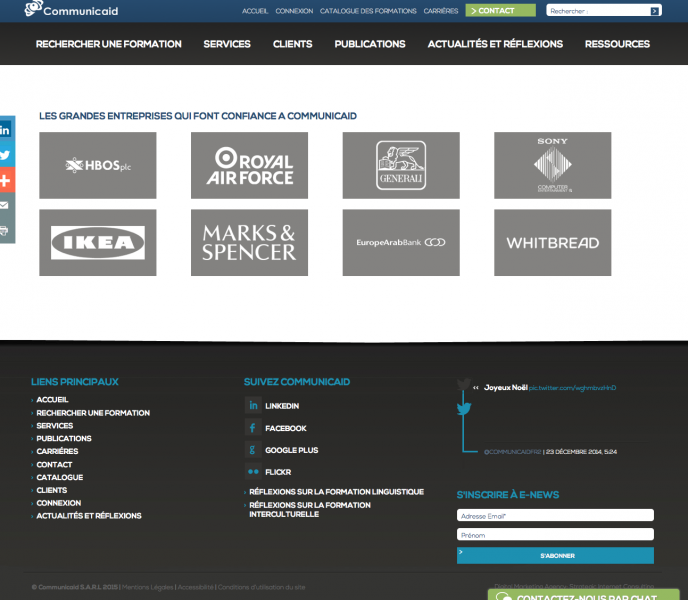 Communicaid
ACCUEIL CONNEXION CATALOGUE DES FORMATIONS CARRIÈRES > CONTACT Rechercher :
RECHERCHER UNE FORMATION SERVICES CLIENTS PUBLICATIONS ACTUALITÉS ET RÉFLEXIONS RESSOURCES
LES GRANDES ENTREPRISES QUI FONT CONFIANCE A COMMUNICAID
HBOS plc
ROYAL
AIR FORCE
GENERALI
SONY
COMPUTER
ENTERTAINMENT
IKEA
MARKS &
SPENCER
EuropeArabBank
WHITBREAD
LIENS PRINCIPAUX
› ACCUEIL
› RECHERCHER UNE FORMATION
› SERVICES
› PUBLICATIONS
› CARRIÈRES
› CONTACT
› CATALOGUE
› CLIENTS
› CONNEXION
› ACTUALITÉS ET RÉFLEXIONS
SUIVEZ COMMUNICAID
LINKEDIN
FACEBOOK
GOOGLE PLUS
FLICKR
› RÉFLEXIONS SUR LA FORMATION LINGUISTIQUE
› RÉFLEXIONS SUR LA FORMATION
INTERCULTURELLE
Joyeux Noël
@COMMUNICAIDFR2 | 23 DÉCEMBRE 2014, 5:24
S'INSCRIRE À E-NEWS
Adresse Email*
Prénom
S'ABONNER
© Communicaid S.A.R.L 2015 | Mentions Légales | Accessibilité | Conditions d'utilisation du site
Digital Marketing Agency, Strategic Internet Consulting
CONTACTEZ-NOUS PAR CHAT